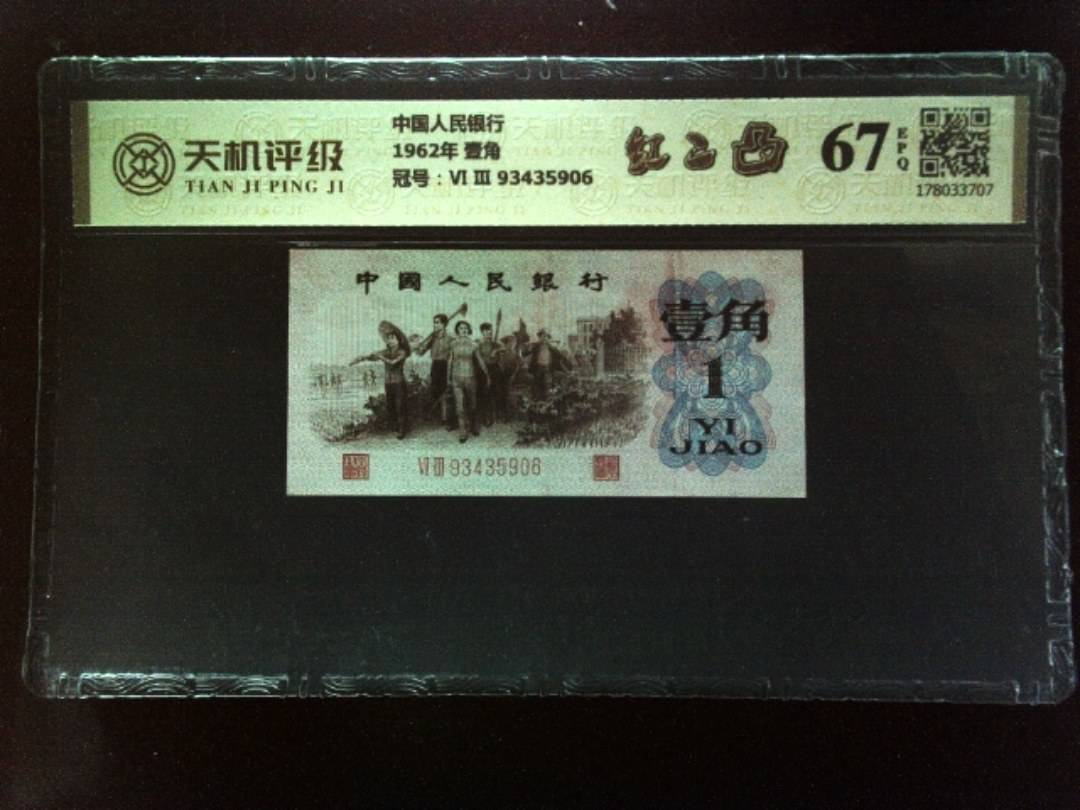 天机评级
TIAN JI PING JI
中国人民银行
1962年 壹角
冠号：Ⅵ Ⅲ 93435906
红二凸
67
EPQ
178033707
中國人民銀行
壹角
1
YI
JIAO
Ⅵ Ⅲ 93435906